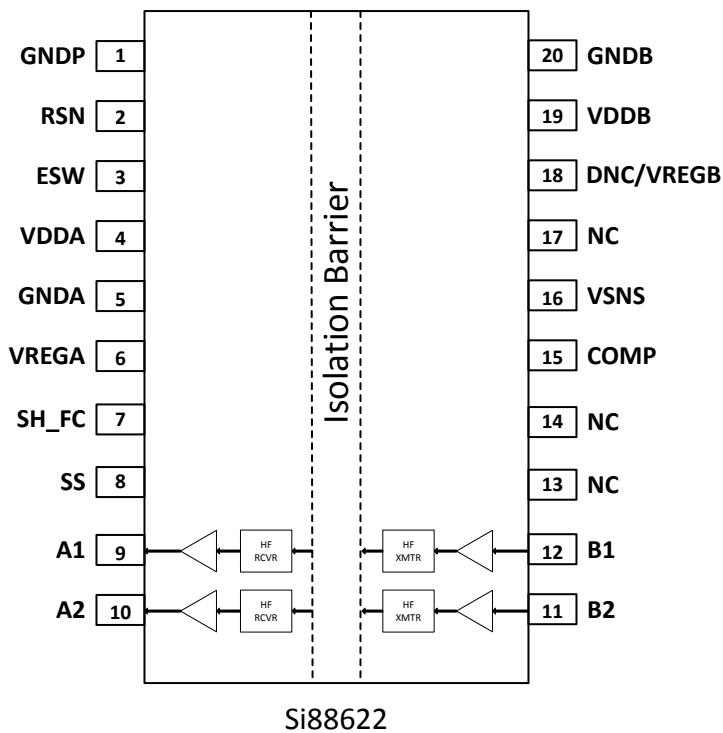 GNDP 1
RSN 2
ESW 3
VDDA 4
GNDA 5
VREGA 6
SH_FC 7
SS 8
A1 9
A2 10
Isolation Barrier
20 GNDB
19 VDDB
18 DNC/VREGB
17 NC
16 VSNS
15 COMP
14 NC
13 NC
12 B1
11 B2
HF
RCVR
HF
XMTR
HF
RCVR
HF
XMTR
Si88622